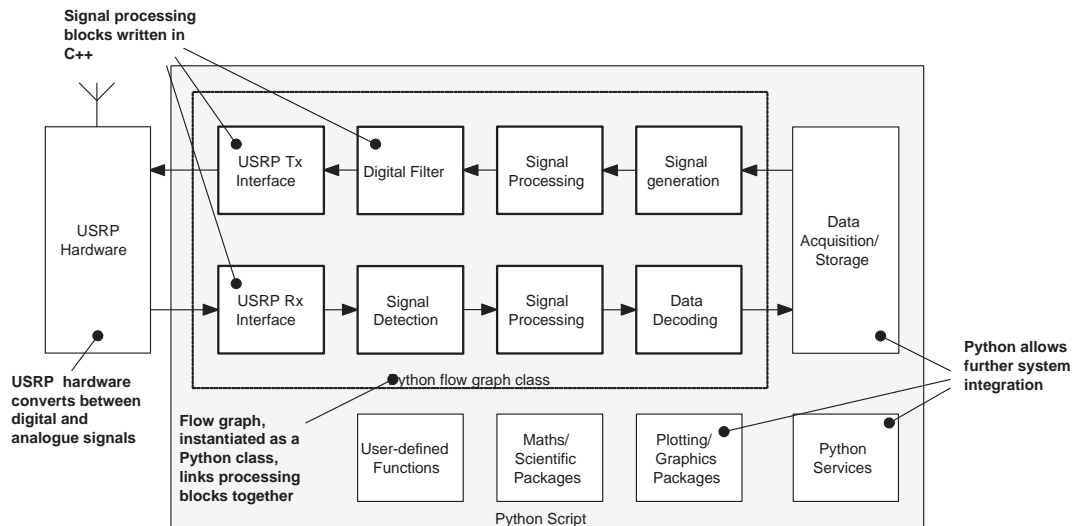 Signal processing
blocks written in
C++
USRP Tx
Interface
Digital Filter
Signal
Processing
Signal
generation
USRP
Hardware
Data
Acquisition/
Storage
USRP Rx
Interface
Signal
Detection
Signal
Processing
Data
Decoding
ython flow graph class
USRP hardware
converts between
digital and
analogue signals
Python allows
further system
integration
Flow graph,
instantiated as a
Python class,
links processing
blocks together
User-defined
Functions
Maths/
Scientific
Packages
Plotting/
Graphics
Packages
Python
Services
Python Script